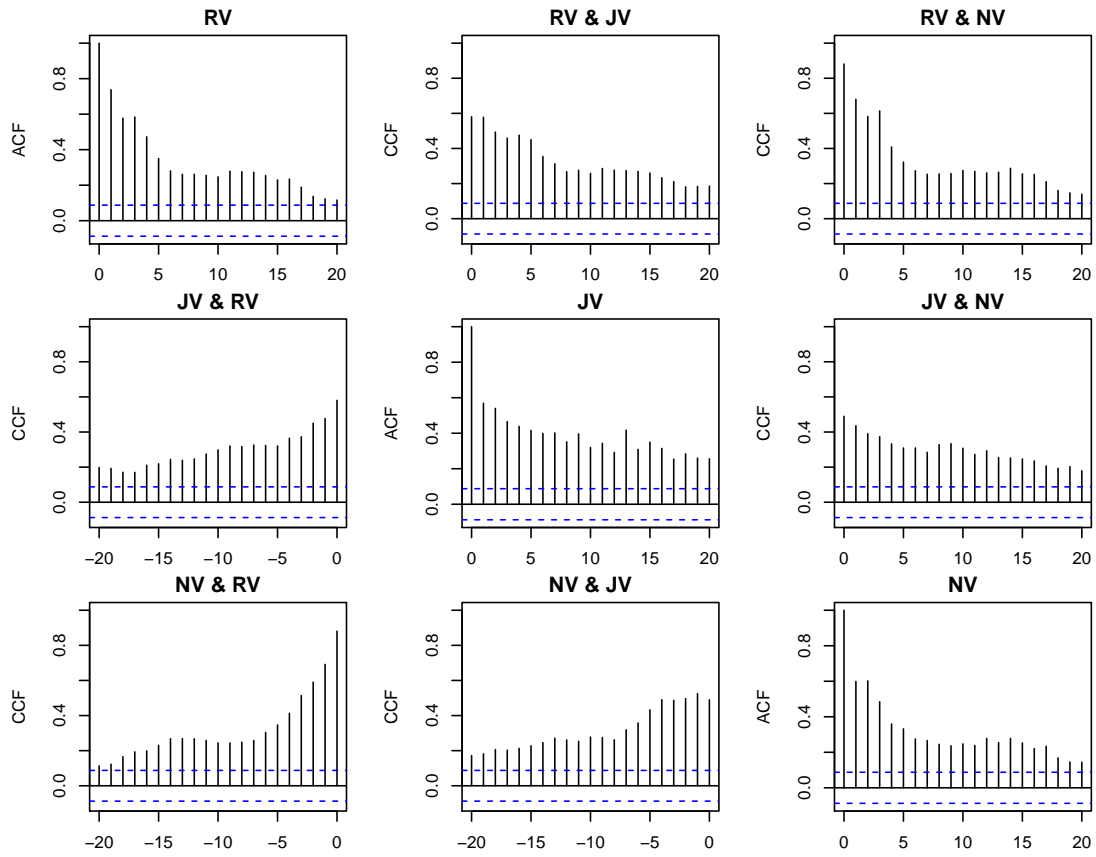 RV RV & JV RV & NV
ACF 0.0 0.4 0.8 CCF 0.0 0.4 0.8 CCF 0.0 0.4 0.8
0 5 10 15 20 0 5 10 15 20 0 5 10 15 20
JV & RV JV JV & NV
CCF 0.0 0.4 0.8 ACF 0.0 0.4 0.8 CCF 0.0 0.4 0.8
−20 −15 −10 −5 0 0 5 10 15 20 0 5 10 15 20
NV & RV NV & JV NV
CCF 0.0 0.4 0.8 CCF 0.0 0.4 0.8 ACF 0.0 0.4 0.8
−20 −15 −10 −5 0 −20 −15 −10 −5 0 0 5 10 15 20